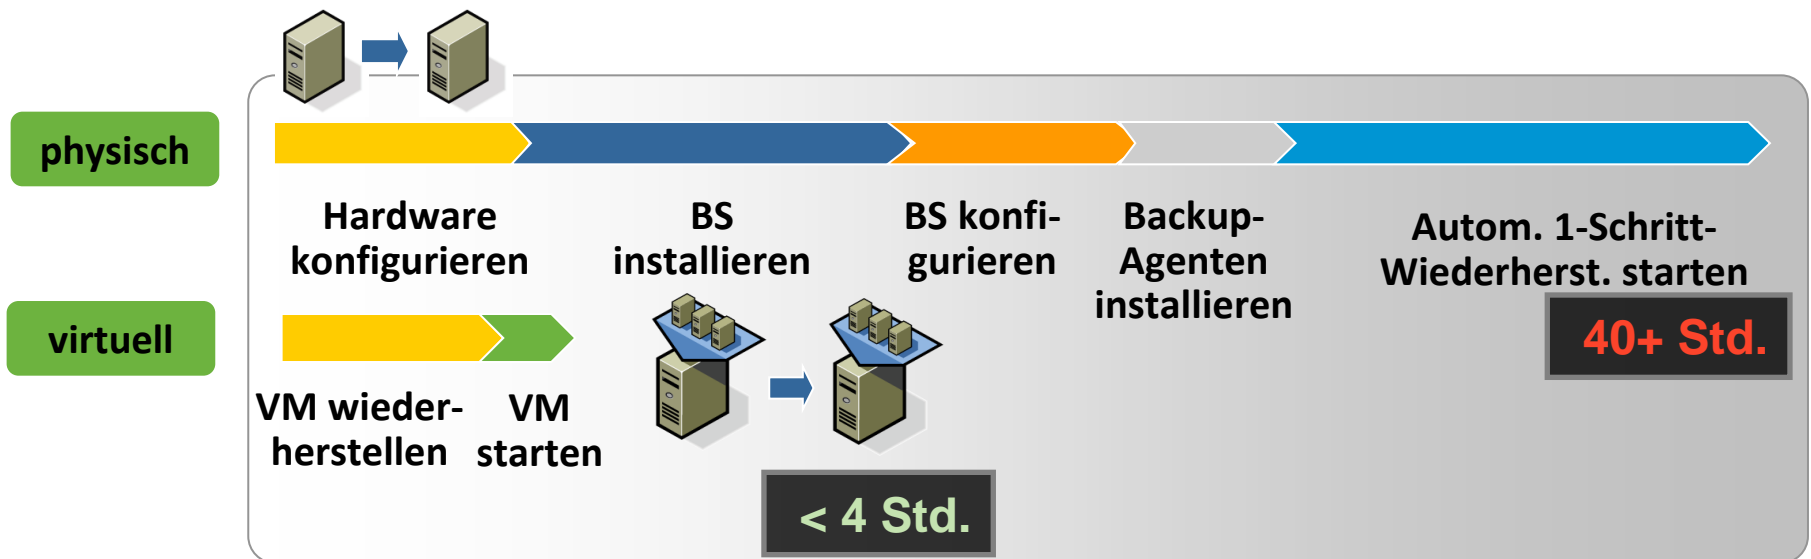 physisch
Hardware
konfigurieren
BS
installieren
BS konfi-
gurieren
Backup-
Agenten
installieren
Autom. 1-Schritt-
Wiederherst. starten
40+ Std.
virtuell
VM wieder-
herstellen
VM
starten
< 4 Std.